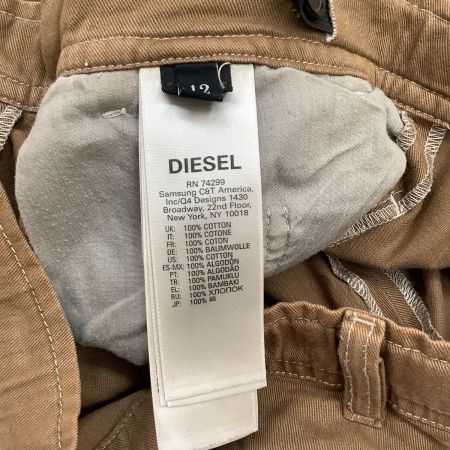 12
DIESEL
RN 74299
Samsung C&T America,
Inc/Q4 Designs 1430
Broadway, 22nd Floor,
New York, NY 10018
UK: 100% COTTON
IT: 100% COTONE
FR: 100% COTON
DE: 100% BAUMWOLLE
US: 100% COTTON
ES-MX: 100% ALGODÓN
PT: 100% ALGODÃO
TR: 100% PAMUKLU
EL: 100% BAMBAKI
RU: 100% ХЛОПОК
JP: 100% 綿